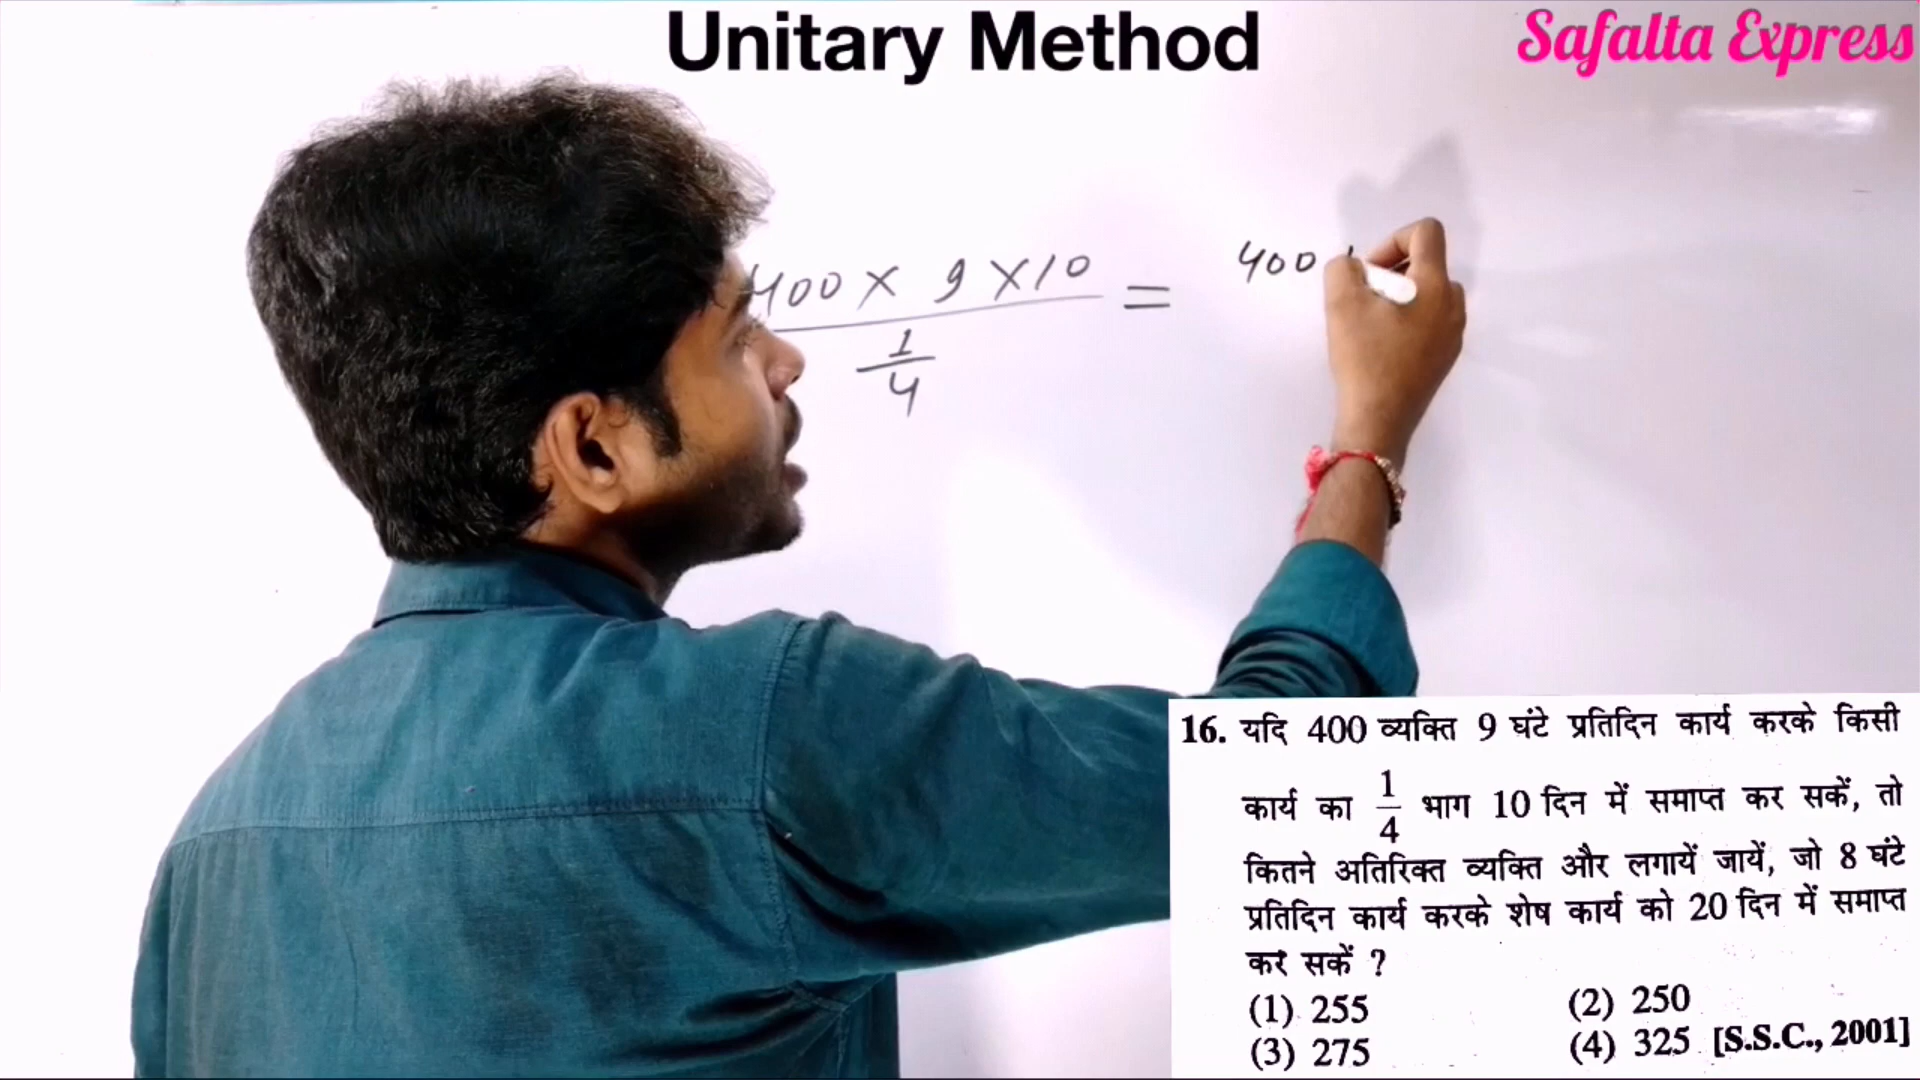 Unitary Method
Safalta Express
400 × 9 × 10 / 1/4 = 400
16. यदि 400 व्यक्ति 9 घंटे प्रतिदिन कार्य करके किसी
कार्य का 1/4 भाग 10 दिन में समाप्त कर सकें, तो
कितने अतिरिक्त व्यक्ति और लगायें जायें, जो 8 घंटे
प्रतिदिन कार्य करके शेष कार्य को 20 दिन में समाप्त
कर सकें ?
(1) 255 (2) 250
(3) 275 (4) 325 [S.S.C., 2001]